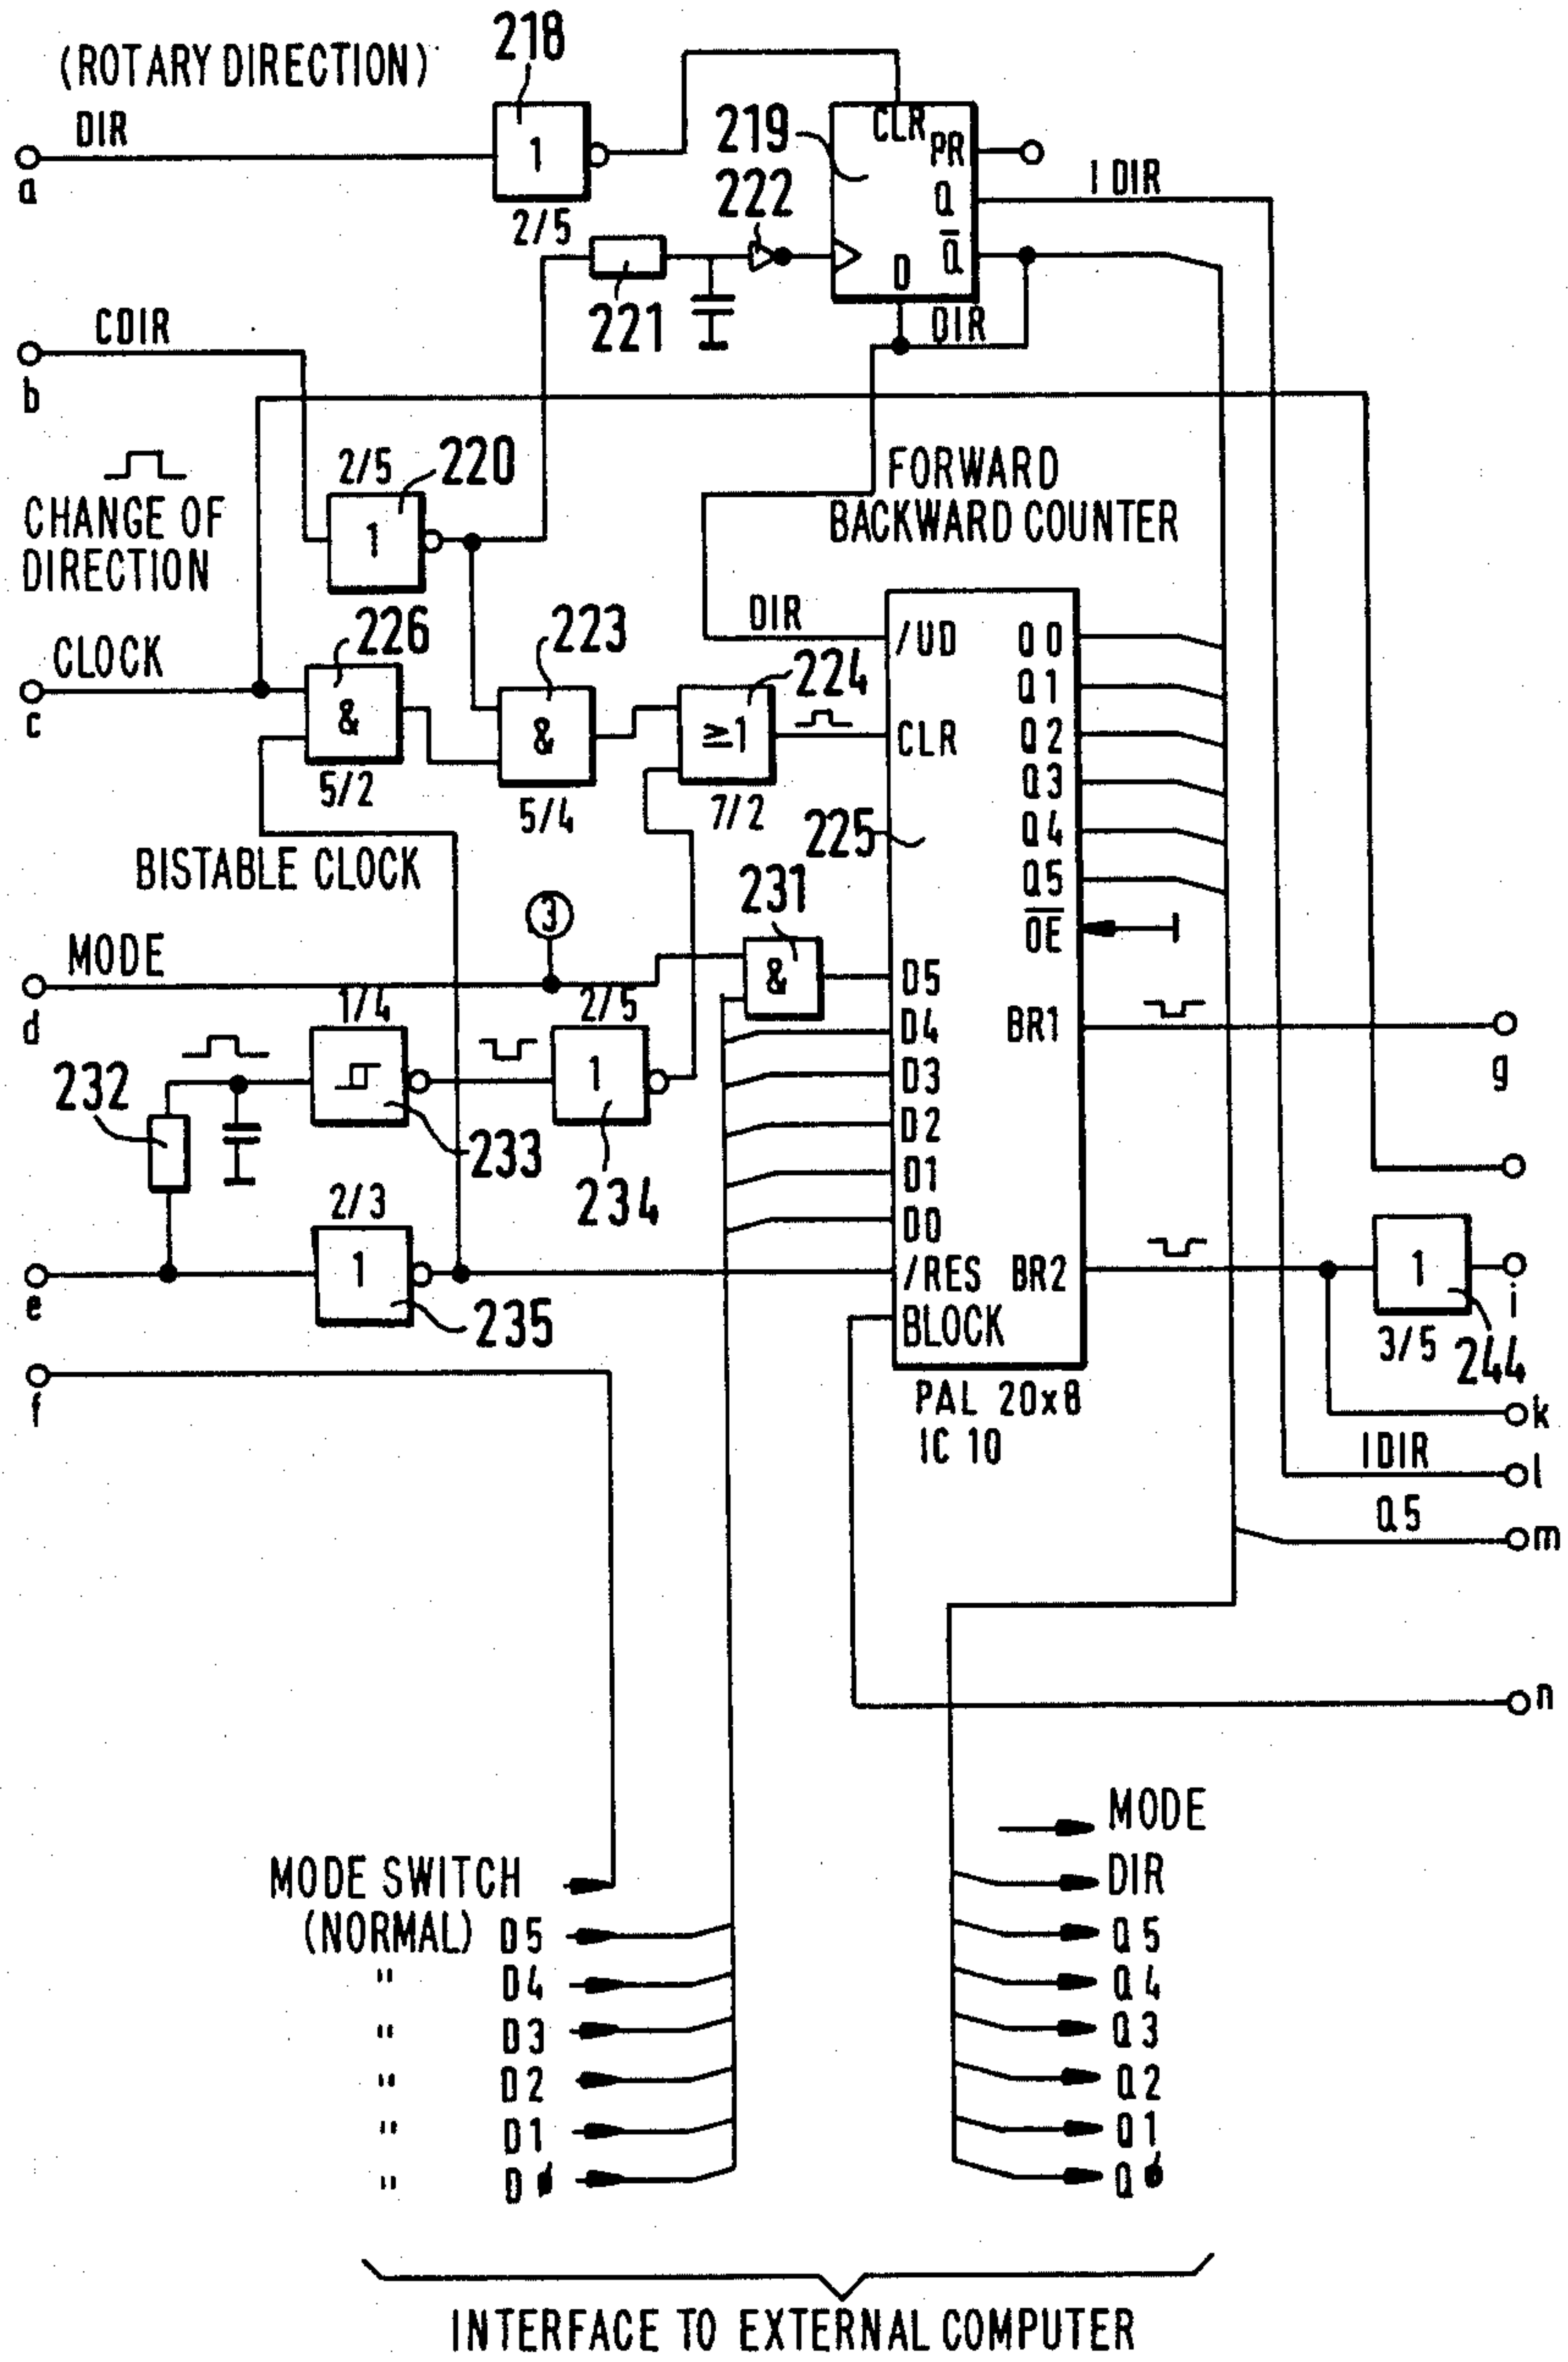 218
(ROTARY DIRECTION)
DIR
a
1
2/5
219
CLR
PR
Q
Q̅
D
I DIR
222
221
DIR
CDIR
b
CHANGE OF
DIRECTION
2/5
220
1
FORWARD
BACKWARD COUNTER
CLOCK
c
226
&
5/2
223
&
5/4
224
≥1
7/2
DIR
/UD
CLR
225
Q0
Q1
Q2
Q3
Q4
Q5
O̅E̅
BISTABLE CLOCK
231
&
3
MODE
d
1/4
2/5
232
233
1
234
D5
D4
D3
D2
D1
D0
BR1
g
2/3
e
1
235
/RES
BR2
BLOCK
1
i
3/5
244
f
PAL 20x8
IC 10
k
IDIR
l
Q5
m
n
MODE SWITCH
(NORMAL) D5
" D4
" D3
" D2
" D1
" DØ
MODE
DIR
Q5
Q4
Q3
Q2
Q1
QØ
INTERFACE TO EXTERNAL COMPUTER